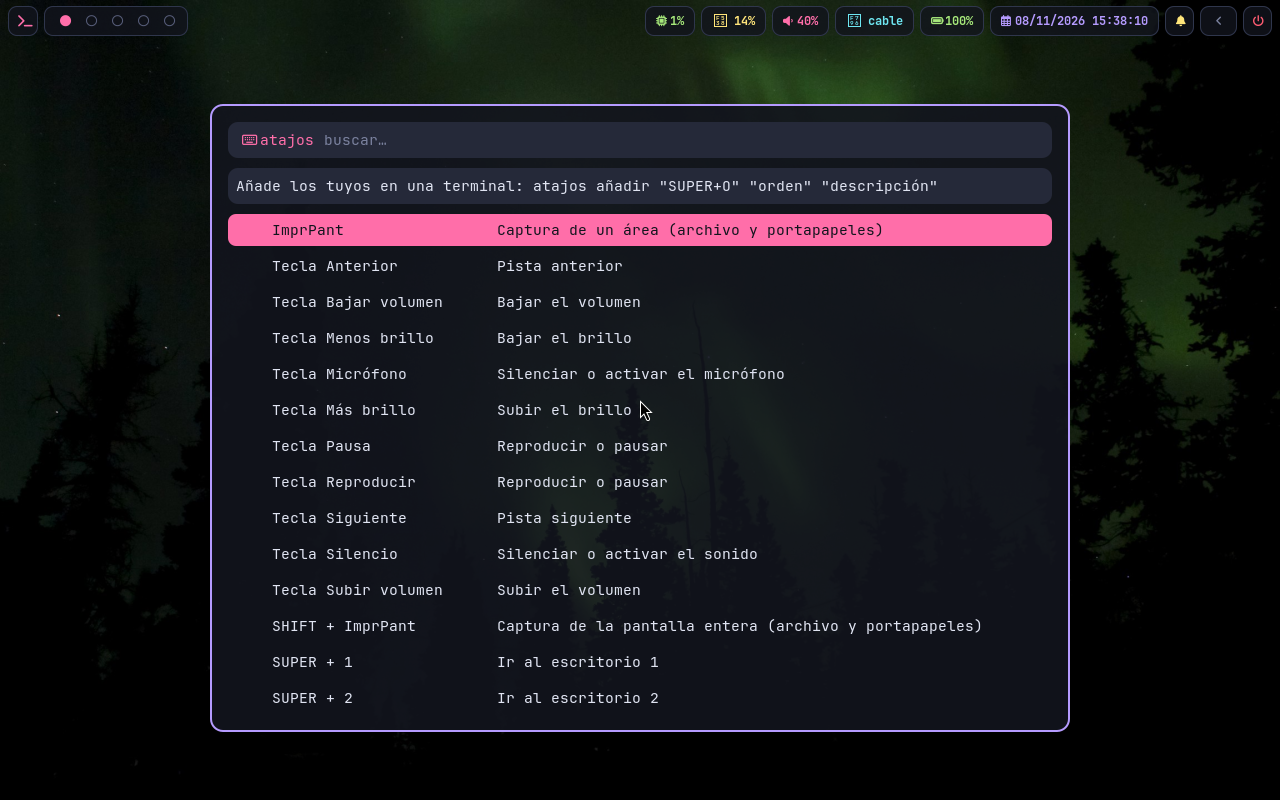 1% 14% 40% cable 100% 08/11/2026 15:38:10
atajos buscar…
Añade los tuyos en una terminal: atajos añadir "SUPER+O" "orden" "descripción"
ImprPant Captura de un área (archivo y portapapeles)
Tecla Anterior Pista anterior
Tecla Bajar volumen Bajar el volumen
Tecla Menos brillo Bajar el brillo
Tecla Micrófono Silenciar o activar el micrófono
Tecla Más brillo Subir el brillo
Tecla Pausa Reproducir o pausar
Tecla Reproducir Reproducir o pausar
Tecla Siguiente Pista siguiente
Tecla Silencio Silenciar o activar el sonido
Tecla Subir volumen Subir el volumen
SHIFT + ImprPant Captura de la pantalla entera (archivo y portapapeles)
SUPER + 1 Ir al escritorio 1
SUPER + 2 Ir al escritorio 2